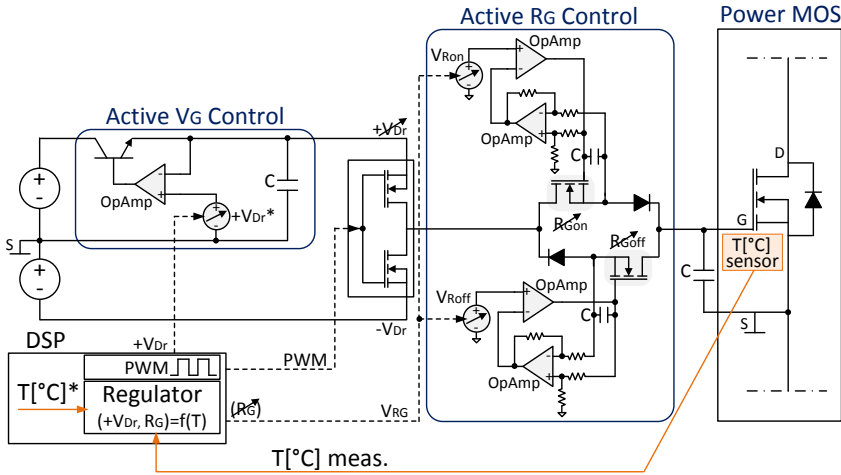 Active RG Control
Power MOS
Active VG Control
VRon
OpAmp
OpAmp
+VDr
C
C
OpAmp
+VDr*
S
D
G
RGon
RGoff
T[°C]
sensor
C
C
S
VRoff
OpAmp
OpAmp
-VDr
DSP
+VDr
PWM
PWM
T[°C]*
Regulator
(+VDr, RG)=f(T)
(RG)
VRG
T[°C] meas.